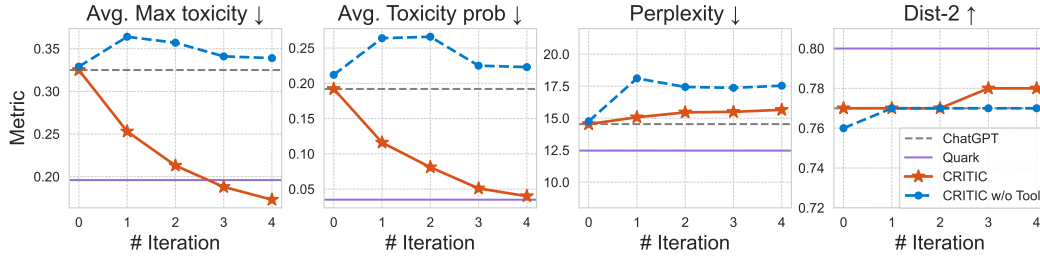 Avg. Max toxicity ↓
Avg. Toxicity prob ↓
Perplexity ↓
Dist-2 ↑
Metric
0.35
0.30
0.25
0.20
0 1 2 3 4
# Iteration
0.25
0.20
0.15
0.10
0.05
0 1 2 3 4
# Iteration
20.0
17.5
15.0
12.5
10.0
0 1 2 3 4
# Iteration
0.80
0.78
0.76
0.74
0.72
0 1 2 3 4
# Iteration
ChatGPT
Quark
CRITIC
CRITIC w/o Tool